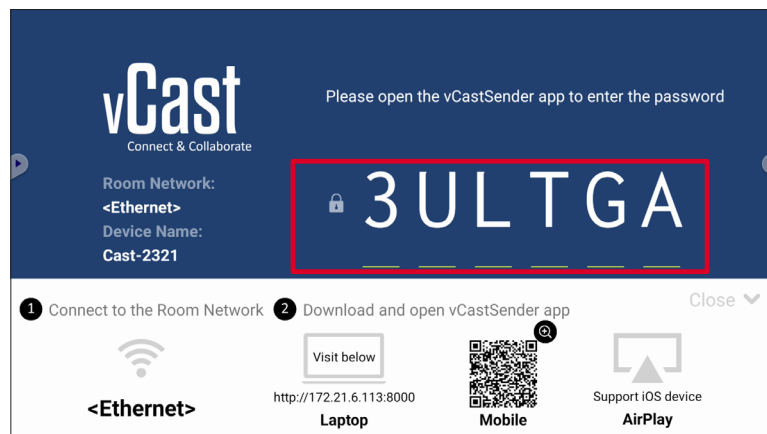 vCast
Connect & Collaborate
Please open the vCastSender app to enter the password
Room Network:
<Ethernet>
Device Name:
Cast-2321
3ULTGA
1 Connect to the Room Network
2 Download and open vCastSender app
Close
<Ethernet>
Visit below
http://172.21.6.113:8000
Laptop
Mobile
Support iOS device
AirPlay